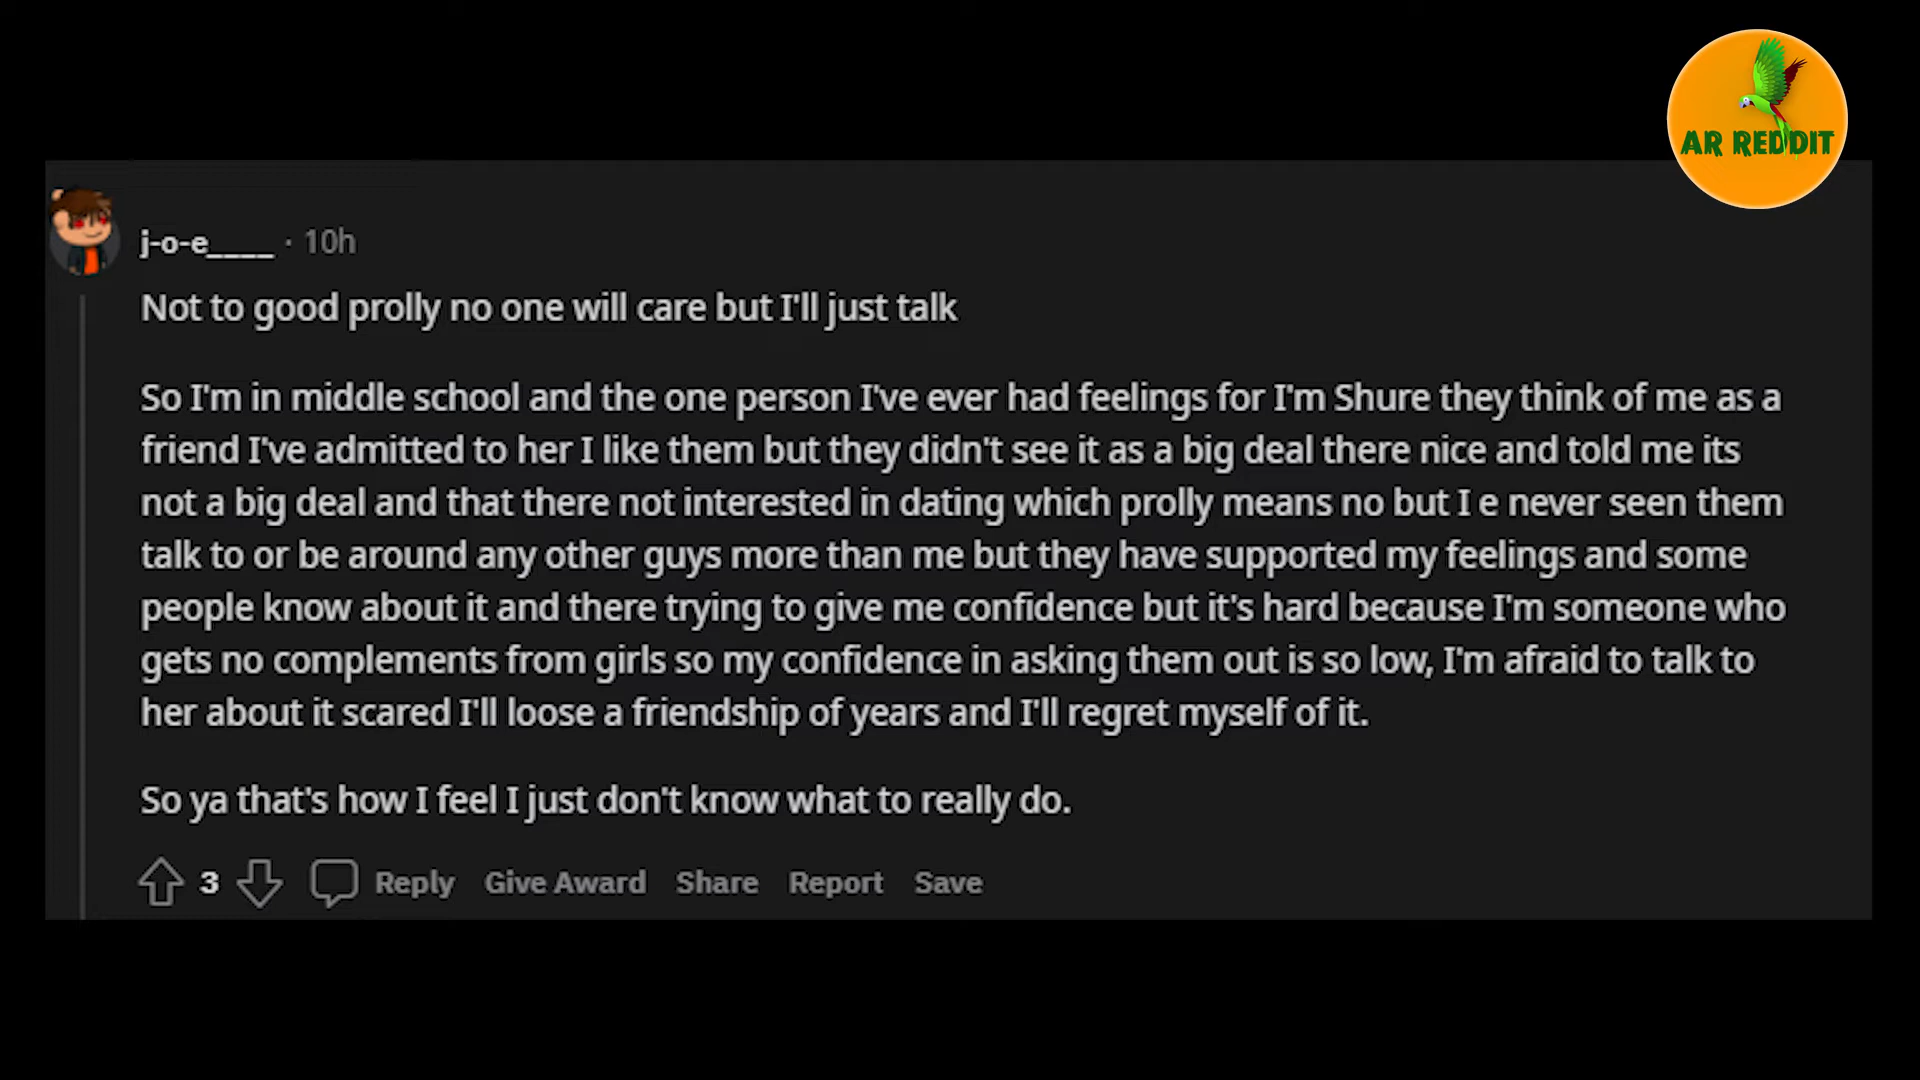 AR REDDIT
j-o-e____ · 10h
Not to good prolly no one will care but I'll just talk
So I'm in middle school and the one person I've ever had feelings for I'm Shure they think of me as a
friend I've admitted to her I like them but they didn't see it as a big deal there nice and told me its
not a big deal and that there not interested in dating which prolly means no but I e never seen them
talk to or be around any other guys more than me but they have supported my feelings and some
people know about it and there trying to give me confidence but it's hard because I'm someone who
gets no complements from girls so my confidence in asking them out is so low, I'm afraid to talk to
her about it scared I'll loose a friendship of years and I'll regret myself of it.
So ya that's how I feel I just don't know what to really do.
3 Reply Give Award Share Report Save